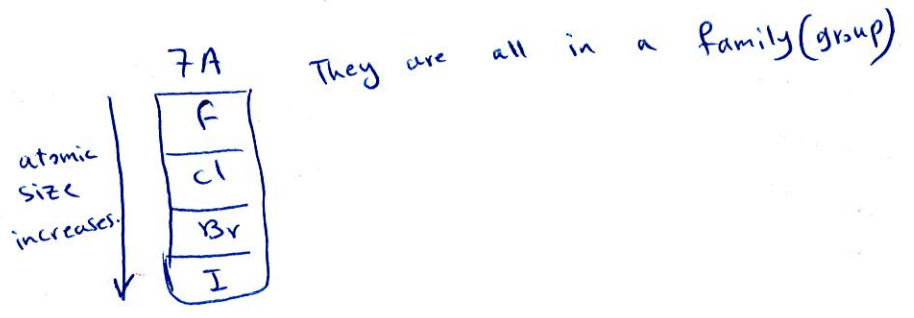 7A
They are all in a family (group)
F
Cl
Br
I
atomic
size
increases.